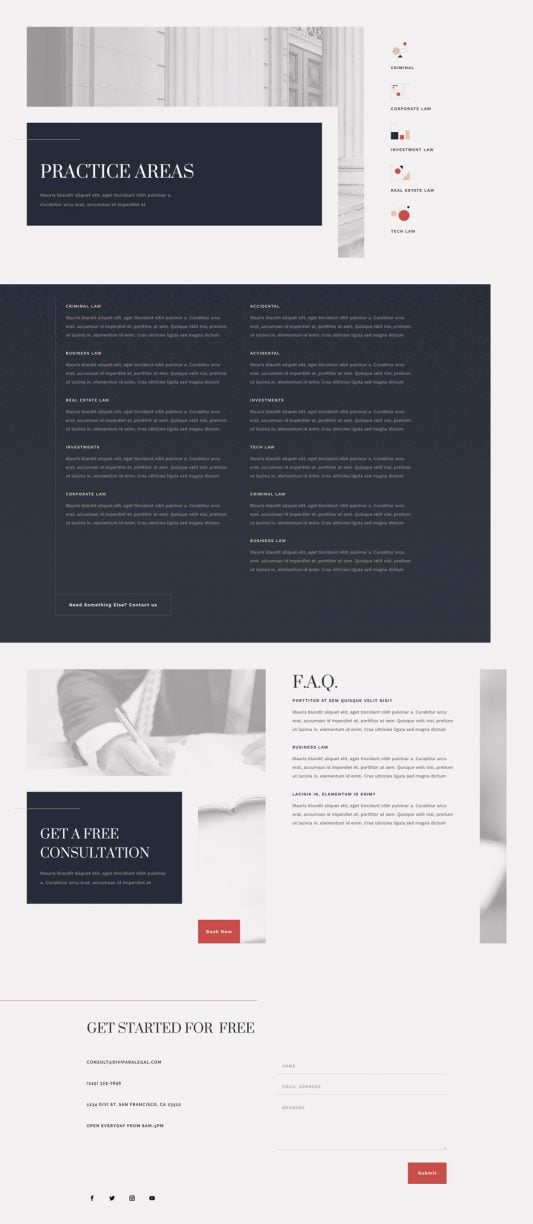 CRIMINAL
CORPORATE LAW
INVESTMENT LAW
REAL ESTATE LAW
TECH LAW
PRACTICE AREAS
Mauris blandit aliquet elit, eget tincidunt nibh pulvinar a.
Curabitur arcu erat, accumsan id imperdiet et
CRIMINAL LAW
Mauris blandit aliquet elit, eget tincidunt nibh pulvinar a. Curabitur arcu
erat, accumsan id imperdiet et, porttitor at sem. Quisque velit nisi, pretium
ut lacinia in, elementum id enim. Cras ultricies ligula sed magna dictum
BUSINESS LAW
Mauris blandit aliquet elit, eget tincidunt nibh pulvinar a. Curabitur arcu
erat, accumsan id imperdiet et, porttitor at sem. Quisque velit nisi, pretium
ut lacinia in, elementum id enim. Cras ultricies ligula sed magna dictum
REAL ESTATE LAW
Mauris blandit aliquet elit, eget tincidunt nibh pulvinar a. Curabitur arcu
erat, accumsan id imperdiet et, porttitor at sem. Quisque velit nisi, pretium
ut lacinia in, elementum id enim. Cras ultricies ligula sed magna dictum
INVESTMENTS
Mauris blandit aliquet elit, eget tincidunt nibh pulvinar a. Curabitur arcu
erat, accumsan id imperdiet et, porttitor at sem. Quisque velit nisi, pretium
ut lacinia in, elementum id enim. Cras ultricies ligula sed magna dictum
CORPORATE LAW
Mauris blandit aliquet elit, eget tincidunt nibh pulvinar a. Curabitur arcu
erat, accumsan id imperdiet et, porttitor at sem. Quisque velit nisi, pretium
ut lacinia in, elementum id enim. Cras ultricies ligula sed magna dictum
ACCIDENTAL
Mauris blandit aliquet elit, eget tincidunt nibh pulvinar a. Curabitur arcu
erat, accumsan id imperdiet et, porttitor at sem. Quisque velit nisi, pretium
ut lacinia in, elementum id enim. Cras ultricies ligula sed magna dictum
ACCIDENTAL
Mauris blandit aliquet elit, eget tincidunt nibh pulvinar a. Curabitur arcu
erat, accumsan id imperdiet et, porttitor at sem. Quisque velit nisi, pretium
ut lacinia in, elementum id enim. Cras ultricies ligula sed magna dictum
INVESTMENTS
Mauris blandit aliquet elit, eget tincidunt nibh pulvinar a. Curabitur arcu
erat, accumsan id imperdiet et, porttitor at sem. Quisque velit nisi, pretium
ut lacinia in, elementum id enim. Cras ultricies ligula sed magna dictum
TECH LAW
Mauris blandit aliquet elit, eget tincidunt nibh pulvinar a. Curabitur arcu
erat, accumsan id imperdiet et, porttitor at sem. Quisque velit nisi, pretium
ut lacinia in, elementum id enim. Cras ultricies ligula sed magna dictum
CRIMINAL LAW
Mauris blandit aliquet elit, eget tincidunt nibh pulvinar a. Curabitur arcu
erat, accumsan id imperdiet et, porttitor at sem. Quisque velit nisi, pretium
ut lacinia in, elementum id enim. Cras ultricies ligula sed magna dictum
BUSINESS LAW
Mauris blandit aliquet elit, eget tincidunt nibh pulvinar a. Curabitur arcu
erat, accumsan id imperdiet et, porttitor at sem. Quisque velit nisi, pretium
ut lacinia in, elementum id enim. Cras ultricies ligula sed magna dictum
Need Something Else? Contact us
GET A FREE
CONSULTATION
Mauris blandit aliquet elit, eget tincidunt nibh pulvinar
a. Curabitur arcu erat, accumsan id imperdiet et
Book Now
F.A.Q.
PORTTITOR AT SEM QUISQUE VELIT NISI?
Mauris blandit aliquet elit, eget tincidunt nibh pulvinar a. Curabitur arcu
erat, accumsan id imperdiet et, porttitor at sem. Quisque velit nisi, pretium
ut lacinia in, elementum id enim. Cras ultricies ligula sed magna dictum
BUSINESS LAW
Mauris blandit aliquet elit, eget tincidunt nibh pulvinar a. Curabitur arcu
erat, accumsan id imperdiet et, porttitor at sem. Quisque velit nisi, pretium
ut lacinia in, elementum id enim. Cras ultricies ligula sed magna dictum
LACINIA IN, ELEMENTUM ID ENIM?
Mauris blandit aliquet elit, eget tincidunt nibh pulvinar a. Curabitur arcu
erat, accumsan id imperdiet et, porttitor at sem. Quisque velit nisi, pretium
ut lacinia in, elementum id enim. Cras ultricies ligula sed magna dictum
GET STARTED FOR FREE
CONSULT@DIVIPARALEGAL.COM
(245) 325-7896
1234 DIVI ST. SAN FRANCISCO, CA 23512
OPEN EVERYDAY FROM 8AM-5PM
NAME
EMAIL ADDRESS
MESSAGE
Submit